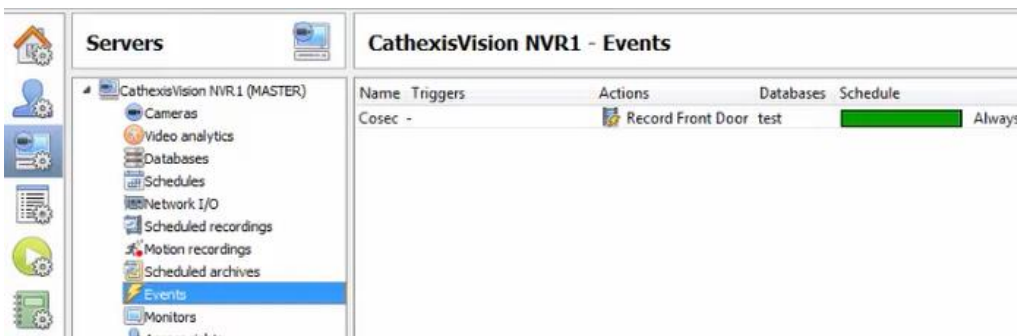 Servers
CathexisVision NVR1 - Events
CathexisVision NVR1 (MASTER)
Cameras
Video analytics
Databases
Schedules
Network I/O
Scheduled recordings
Motion recordings
Scheduled archives
Events
Monitors
Name Triggers Actions Databases Schedule
Cosec - Record Front Door test Always